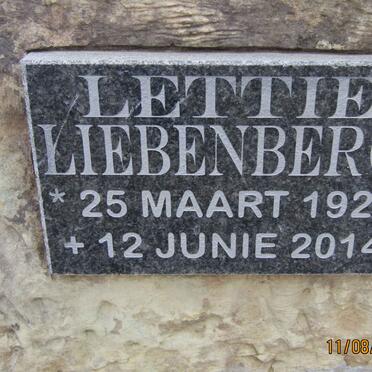 LETTIE
LIEBENBERG
* 25 MAART 192
+ 12 JUNIE 2014
11/08/